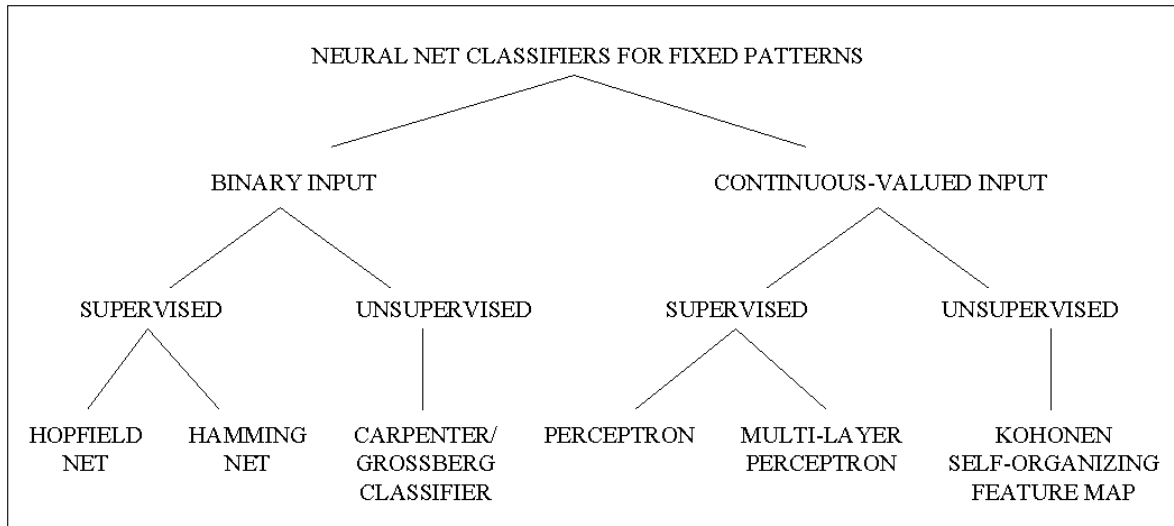 NEURAL NET CLASSIFIERS FOR FIXED PATTERNS
BINARY INPUT
CONTINUOUS-VALUED INPUT
SUPERVISED
UNSUPERVISED
SUPERVISED
UNSUPERVISED
HOPFIELD
NET
HAMMING
NET
CARPENTER/
GROSSBERG
CLASSIFIER
PERCEPTRON
MULTI-LAYER
PERCEPTRON
KOHONEN
SELF-ORGANIZING
FEATURE MAP